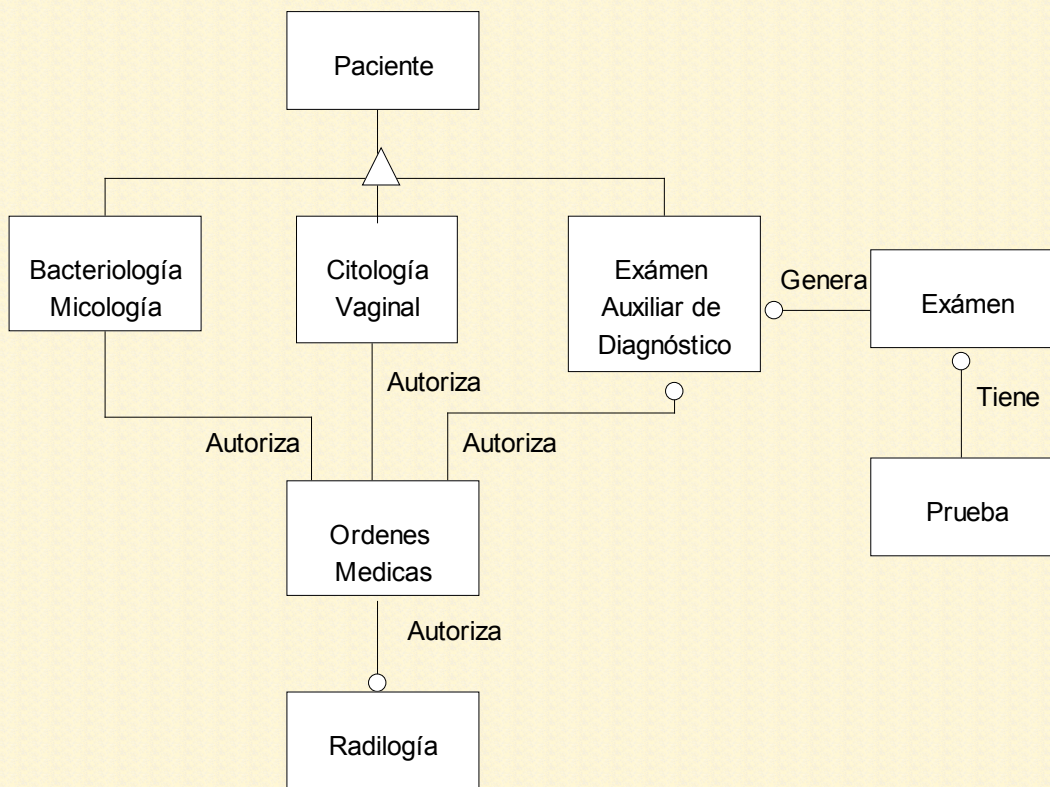 Paciente
Bacteriología
Micología
Citología
Vaginal
Exámen
Auxiliar de
Diagnóstico
Genera
Exámen
Autoriza
Tiene
Autoriza
Autoriza
Prueba
Ordenes
Medicas
Autoriza
Radilogía